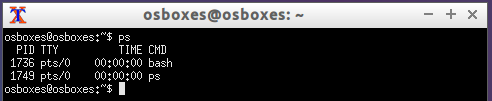 osboxes@osboxes: ~
osboxes@osboxes:~$ ps
  PID TTY          TIME CMD
 1736 pts/0    00:00:00 bash
 1749 pts/0    00:00:00 ps
osboxes@osboxes:~$